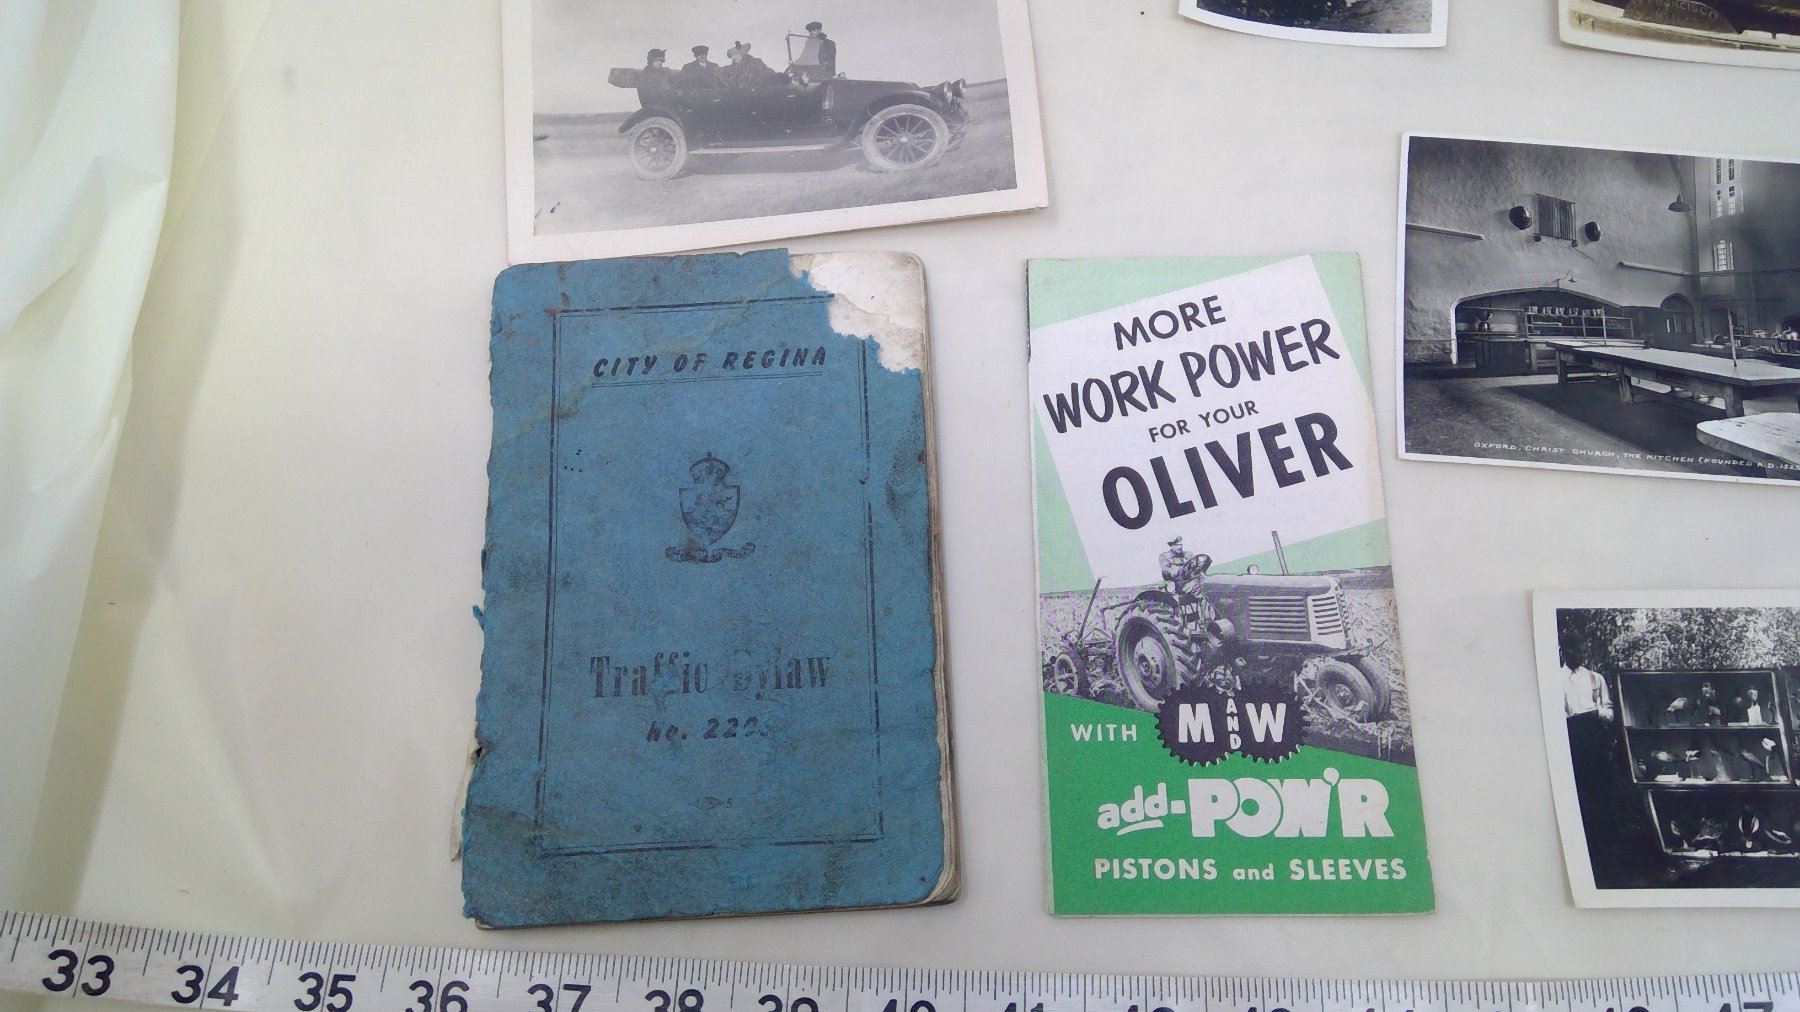 CITY OF REGINA
Traffic Bylaw
no. 220
MORE
WORK POWER
FOR YOUR
OLIVER
WITH M AND W
add-POW'R
PISTONS and SLEEVES
OXFORD, CHRIST CHURCH, THE KITCHEN (FOUNDED A.D. 1525
33 34 35 36 37 38 39 40 41 42 43 44 45 46 47